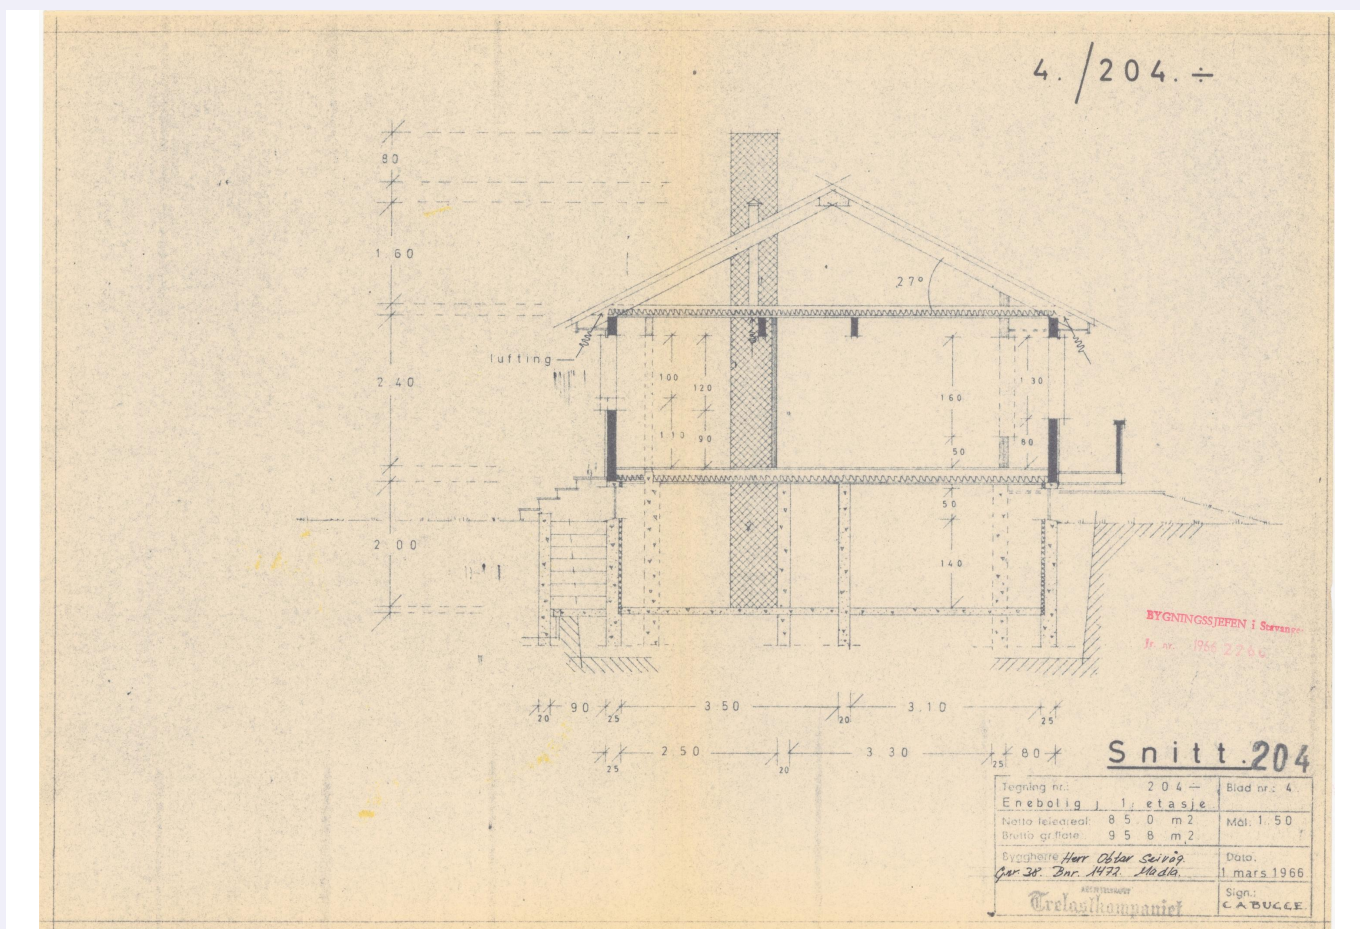 4./204.÷
80
1.60
27°
lufting
2.40
100
120
160
1.30
1.10
90
50
80
50
2.00
140
BYGNINGSSJEFEN i Stavanger
Jr. nr. 1966
20
90
25
3.50
20
3.10
25
25
2.50
20
3.30
25
80
Snitt.204
Tegning nr.: 204— Blad nr.: 4
Enebolig i 1. etasje
Netto leieareal: 85.0 m2 Mål: 1:50
Brutto gr.flate: 95.8 m2
Byggherre: Herr Dato:
Gnr 38. Bnr. 1472. Madla. 1 mars 1966
Trelastkompaniet
Sign.:
C.A BUGGE